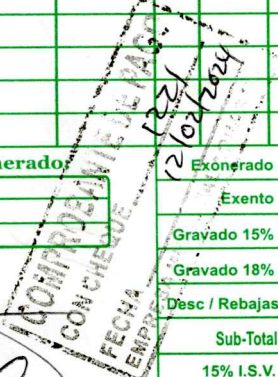 COMPROBANTE DE PAGO
CON CHEQUE 1221
FECHA 12/02/2024
nerado:
Exonerado
Exento
Gravado 15%
Gravado 18%
Desc / Rebajas
Sub-Total
15% I.S.V.